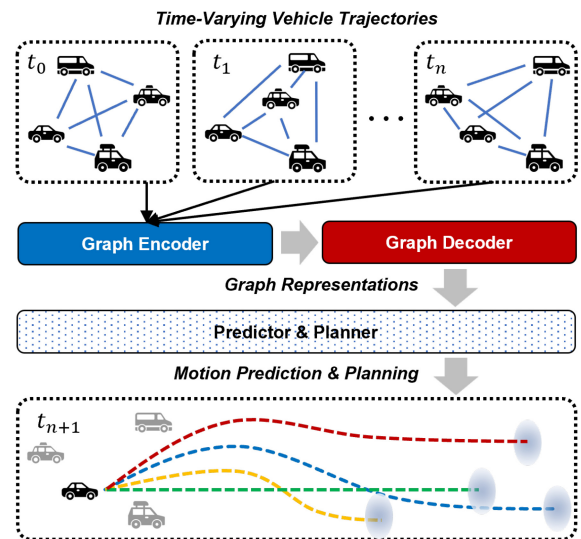 Time-Varying Vehicle Trajectories
t₀
t₁
tₙ
...
Graph Encoder
Graph Decoder
Graph Representations
Predictor & Planner
Motion Prediction & Planning
tₙ₊₁